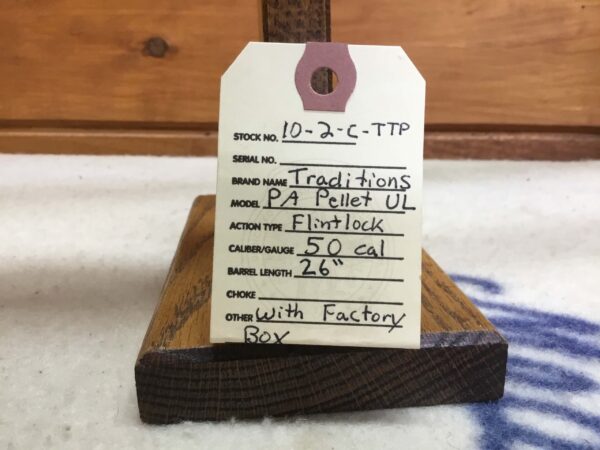 STOCK NO. 10-2-C-TTP
SERIAL NO.
BRAND NAME Traditions
MODEL PA Pellet UL
ACTION TYPE Flintlock
CALIBER/GAUGE 50 cal
BARREL LENGTH 26"
CHOKE
OTHER With Factory
Box